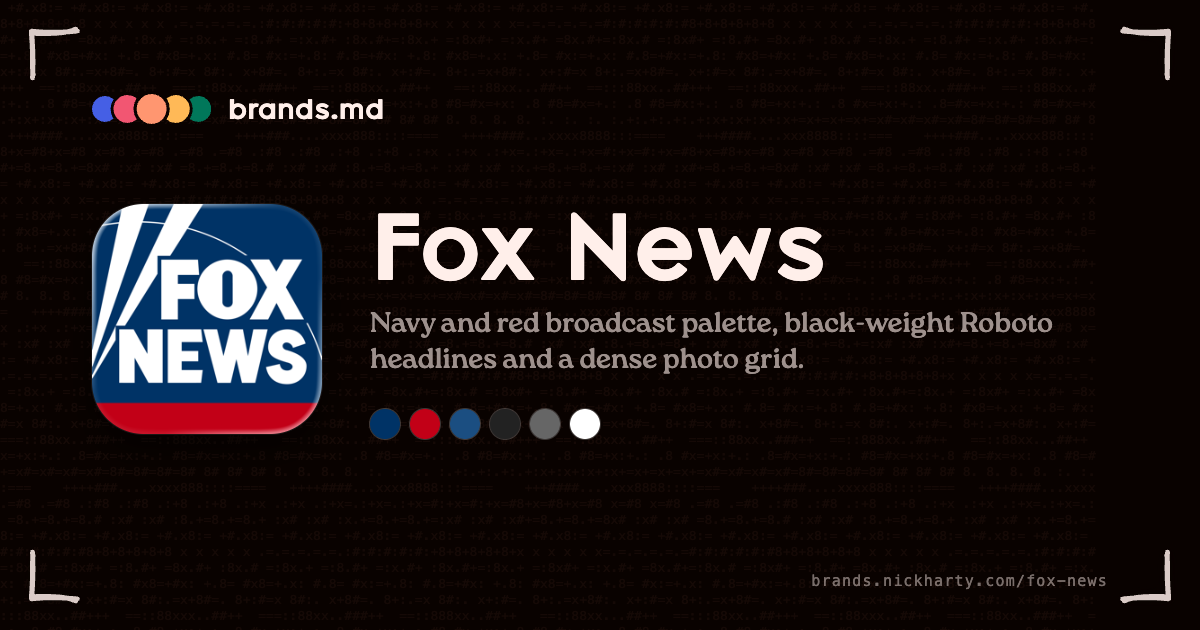 brands.md
FOX
NEWS
Fox News
Navy and red broadcast palette, black-weight Roboto
headlines and a dense photo grid.
brands.nickharty.com/fox-news